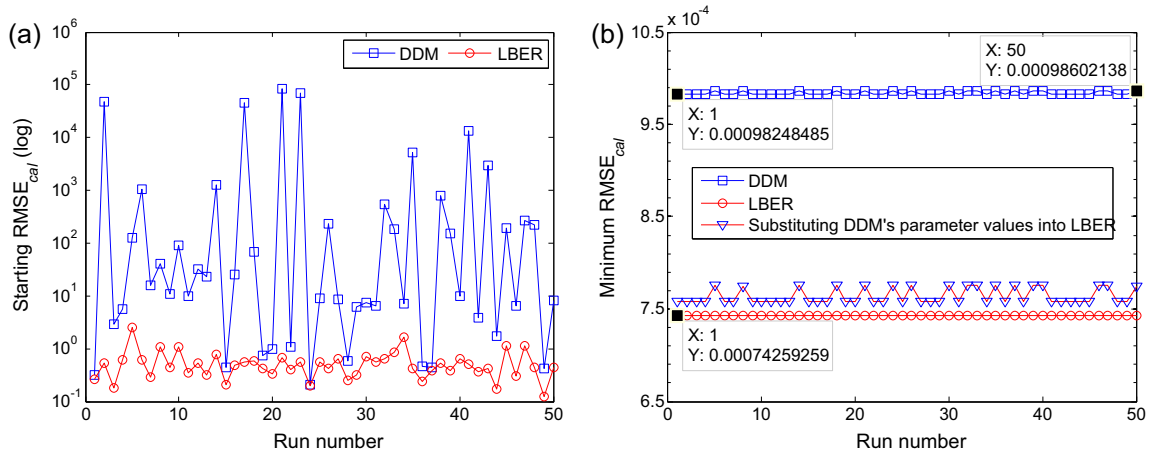 (a)
10^6
10^5
10^4
10^3
10^2
10^1
10^0
10^-1
Starting RMSE_cal (log)
DDM
LBER
0
10
20
30
40
50
Run number
(b)
x 10^-4
10.5
9.5
8.5
7.5
6.5
Minimum RMSE_cal
X: 50
Y: 0.00098602138
X: 1
Y: 0.00098248485
DDM
LBER
Substituting DDM's parameter values into LBER
X: 1
Y: 0.00074259259
0
10
20
30
40
50
Run number